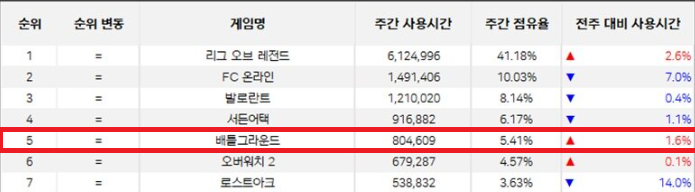 순위 순위 변동 게임명 주간 사용시간 주간 점유율 전주 대비 사용시간
1 = 리그 오브 레전드 6,124,996 41.18% ▲ 2.6%
2 = FC 온라인 1,491,406 10.03% ▼ 7.0%
3 = 발로란트 1,210,020 8.14% ▼ 0.4%
4 = 서든어택 916,882 6.17% ▼ 1.1%
5 = 배틀그라운드 804,609 5.41% ▲ 1.6%
6 = 오버워치 2 679,287 4.57% ▲ 0.1%
7 = 로스트아크 538,832 3.63% ▼ 14.0%